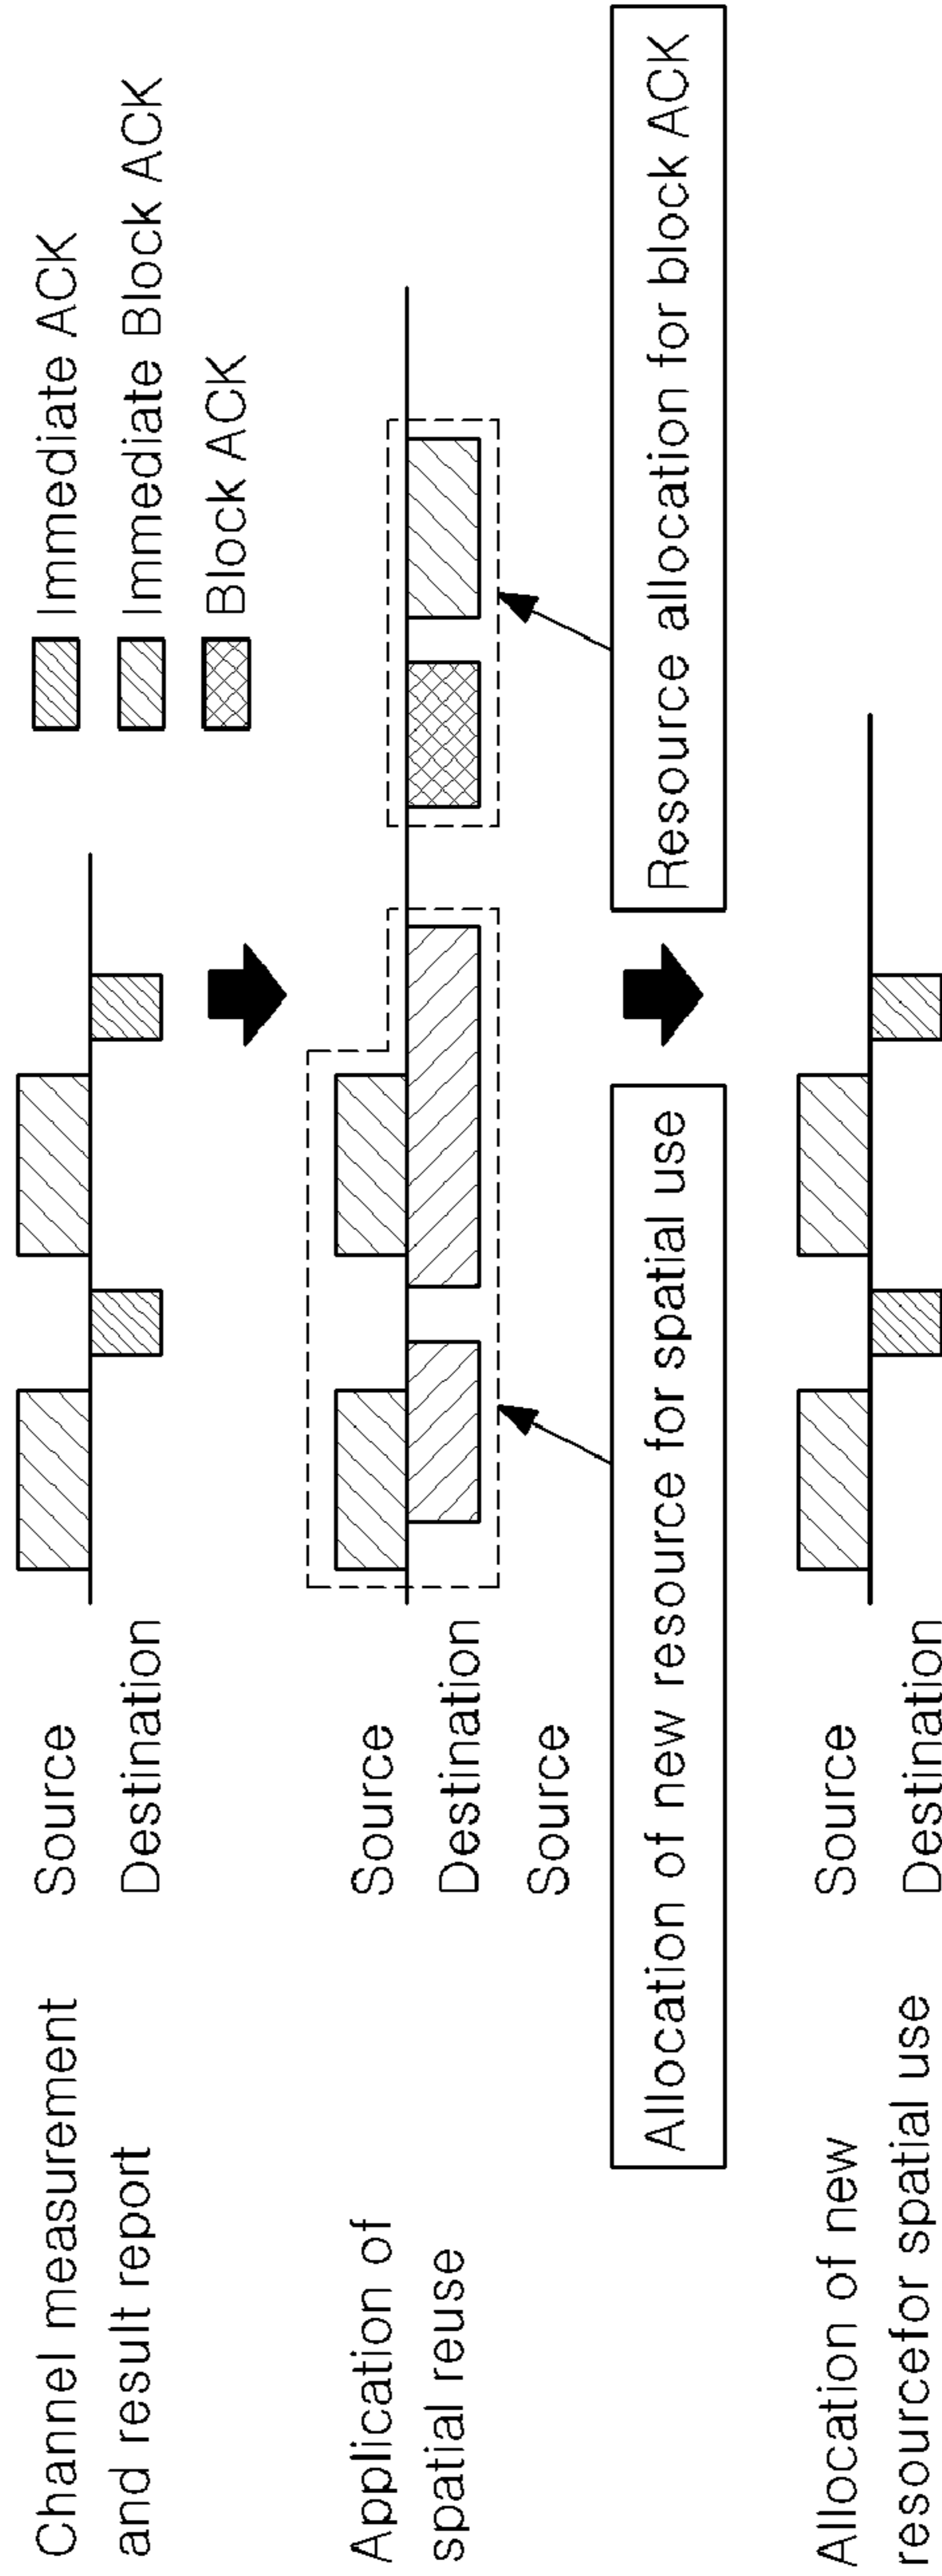 Immediate ACK
Immediate Block ACK
Block ACK
Channel measurement
and result report
Source
Destination
Application of
spatial reuse
Source
Destination
Source
Allocation of new resource for spatial use
Resource allocation for block ACK
Allocation of new
resourcefor spatial use
Source
Destination